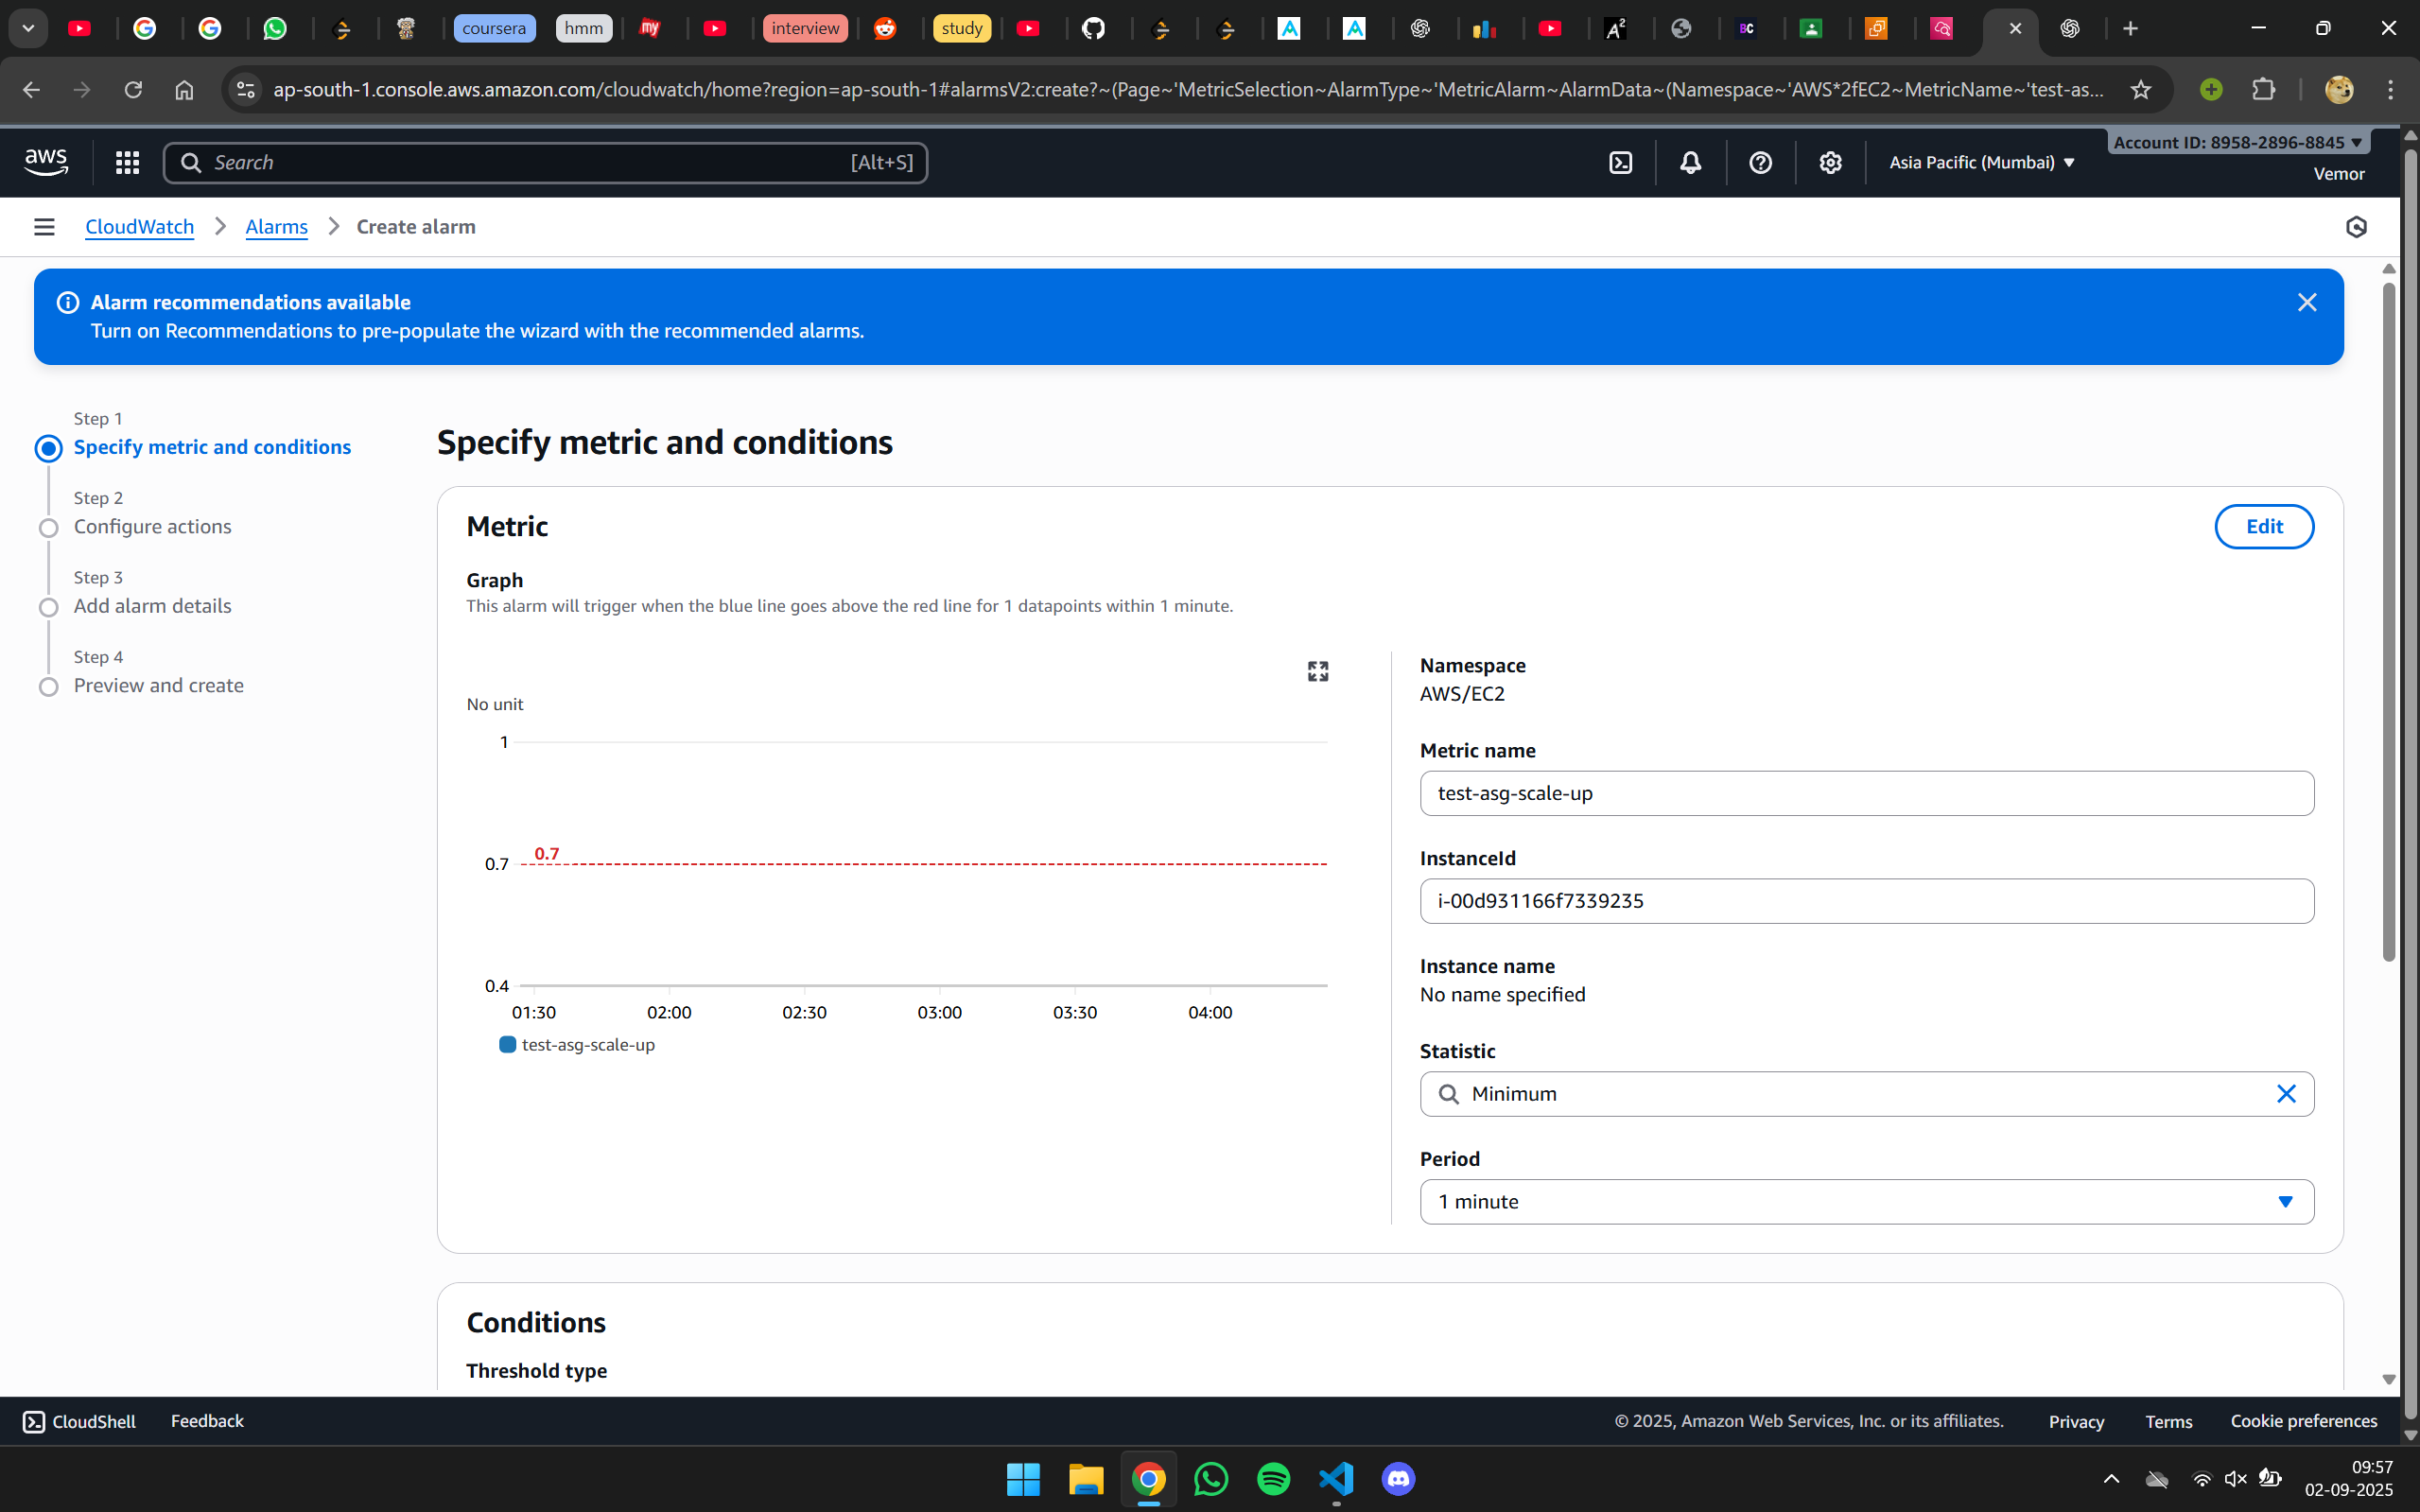 coursera
hmm
my
interview
study
A²
BC
ap-south-1.console.aws.amazon.com/cloudwatch/home?region=ap-south-1#alarmsV2:create?~(Page~'MetricSelection~AlarmType~'MetricAlarm~AlarmData~(Namespace~'AWS*2fEC2~MetricName~'test-as...
aws
Search
[Alt+S]
Asia Pacific (Mumbai)
Account ID: 8958-2896-8845
Vemor
CloudWatch
Alarms
Create alarm
Alarm recommendations available
Turn on Recommendations to pre-populate the wizard with the recommended alarms.
Step 1
Specify metric and conditions
Step 2
Configure actions
Step 3
Add alarm details
Step 4
Preview and create
Specify metric and conditions
Metric
Edit
Graph
This alarm will trigger when the blue line goes above the red line for 1 datapoints within 1 minute.
No unit
1
0.7
0.7
0.4
01:30
02:00
02:30
03:00
03:30
04:00
test-asg-scale-up
Namespace
AWS/EC2
Metric name
test-asg-scale-up
InstanceId
i-00d931166f7339235
Instance name
No name specified
Statistic
Minimum
Period
1 minute
Conditions
Threshold type
CloudShell
Feedback
© 2025, Amazon Web Services, Inc. or its affiliates.
Privacy
Terms
Cookie preferences
09:57
02-09-2025